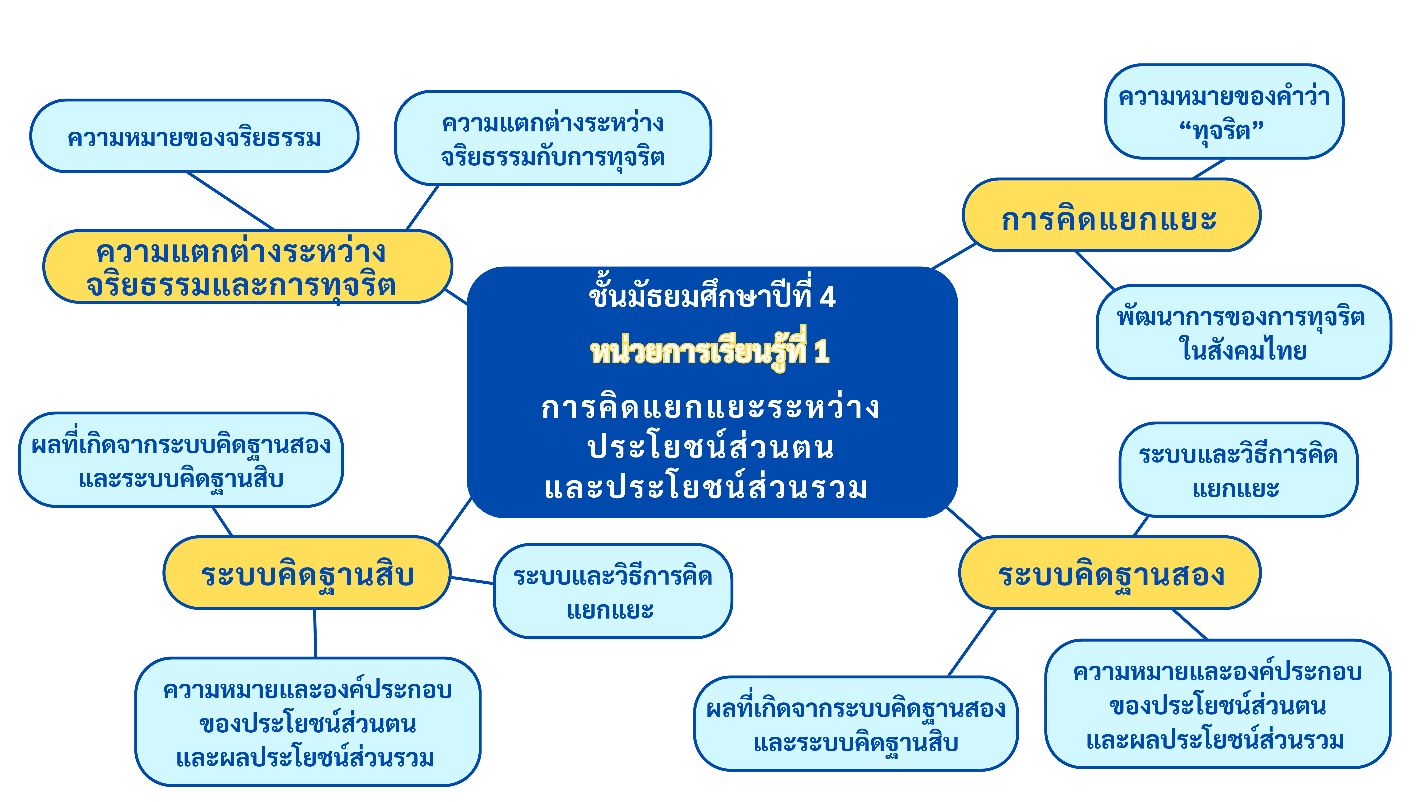 ความหมายของคำว่า
“ทุจริต”
ความหมายของจริยธรรม
ความแตกต่างระหว่าง
จริยธรรมกับการทุจริต
การคิดแยกแยะ
ความแตกต่างระหว่าง
จริยธรรมและการทุจริต
ชั้นมัธยมศึกษาปีที่ 4
หน่วยการเรียนรู้ที่ 1
การคิดแยกแยะระหว่าง
ประโยชน์ส่วนตน
และประโยชน์ส่วนรวม
พัฒนาการของการทุจริต
ในสังคมไทย
ผลที่เกิดจากระบบคิดฐานสอง
และระบบคิดฐานสิบ
ระบบและวิธีการคิด
แยกแยะ
ระบบคิดฐานสิบ
ระบบและวิธีการคิด
แยกแยะ
ระบบคิดฐานสอง
ความหมายและองค์ประกอบ
ของประโยชน์ส่วนตน
และผลประโยชน์ส่วนรวม
ผลที่เกิดจากระบบคิดฐานสอง
และระบบคิดฐานสิบ
ความหมายและองค์ประกอบ
ของประโยชน์ส่วนตน
และผลประโยชน์ส่วนรวม